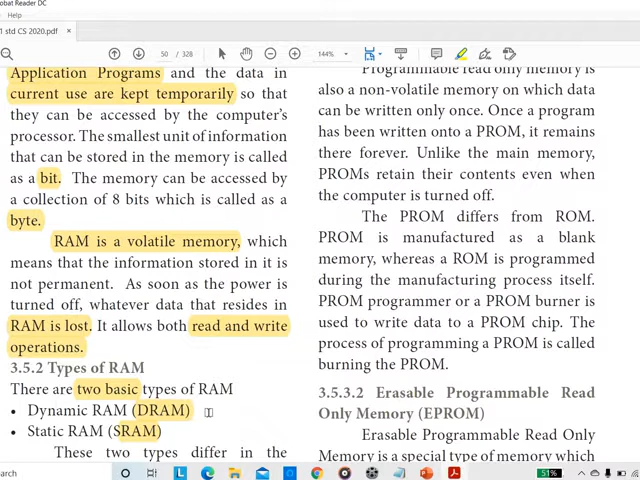 obat Reader DC
Help
1 std CS 2020.pdf
×
50 / 328
144%
Application Programs and the data in
current use are kept temporarily so that
they can be accessed by the computer's
processor. The smallest unit of information
that can be stored in the memory is called
as a bit. The memory can be accessed by
a collection of 8 bits which is called as a
byte.
RAM is a volatile memory, which
means that the information stored in it is
not permanent. As soon as the power is
turned off, whatever data that resides in
RAM is lost. It allows both read and write
operations.
3.5.2 Types of RAM
There are two basic types of RAM
• Dynamic RAM (DRAM)
• Static RAM (SRAM)
These two types differ in the
Programmable read only memory is
also a non-volatile memory on which data
can be written only once. Once a program
has been written onto a PROM, it remains
there forever. Unlike the main memory,
PROMs retain their contents even when
the computer is turned off.
The PROM differs from ROM.
PROM is manufactured as a blank
memory, whereas a ROM is programmed
during the manufacturing process itself.
PROM programmer or a PROM burner is
used to write data to a PROM chip. The
process of programming a PROM is called
burning the PROM.
3.5.3.2 Erasable Programmable Read
Only Memory (EPROM)
Erasable Programmable Read Only
Memory is a special type of memory which
earch
L
51%